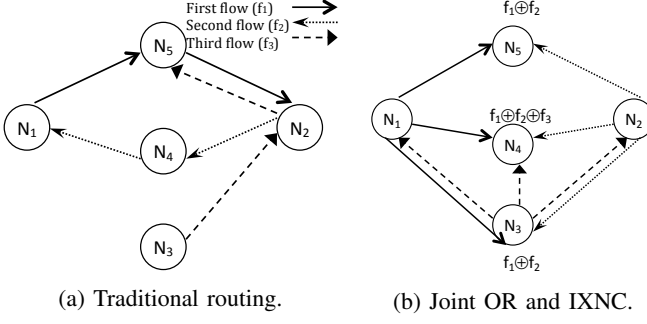 First flow (f₁)
Second flow (f₂)
Third flow (f₃)
N₅
N₁
N₂
N₄
N₃
(a) Traditional routing.
f₁⊕f₂
N₅
f₁⊕f₂⊕f₃
N₁
N₂
N₄
N₃
f₁⊕f₂
(b) Joint OR and IXNC.